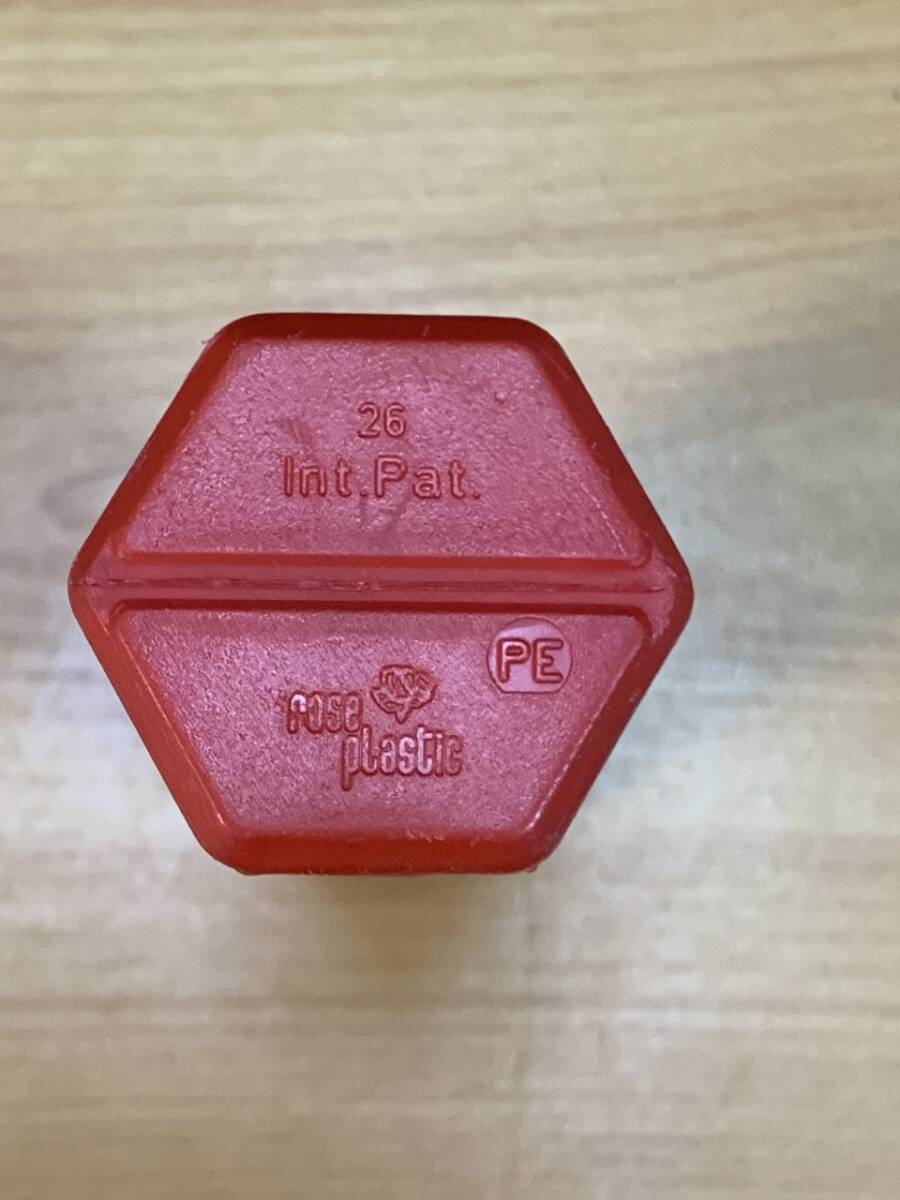 26
Int.Pat.
PE
rose
plastic